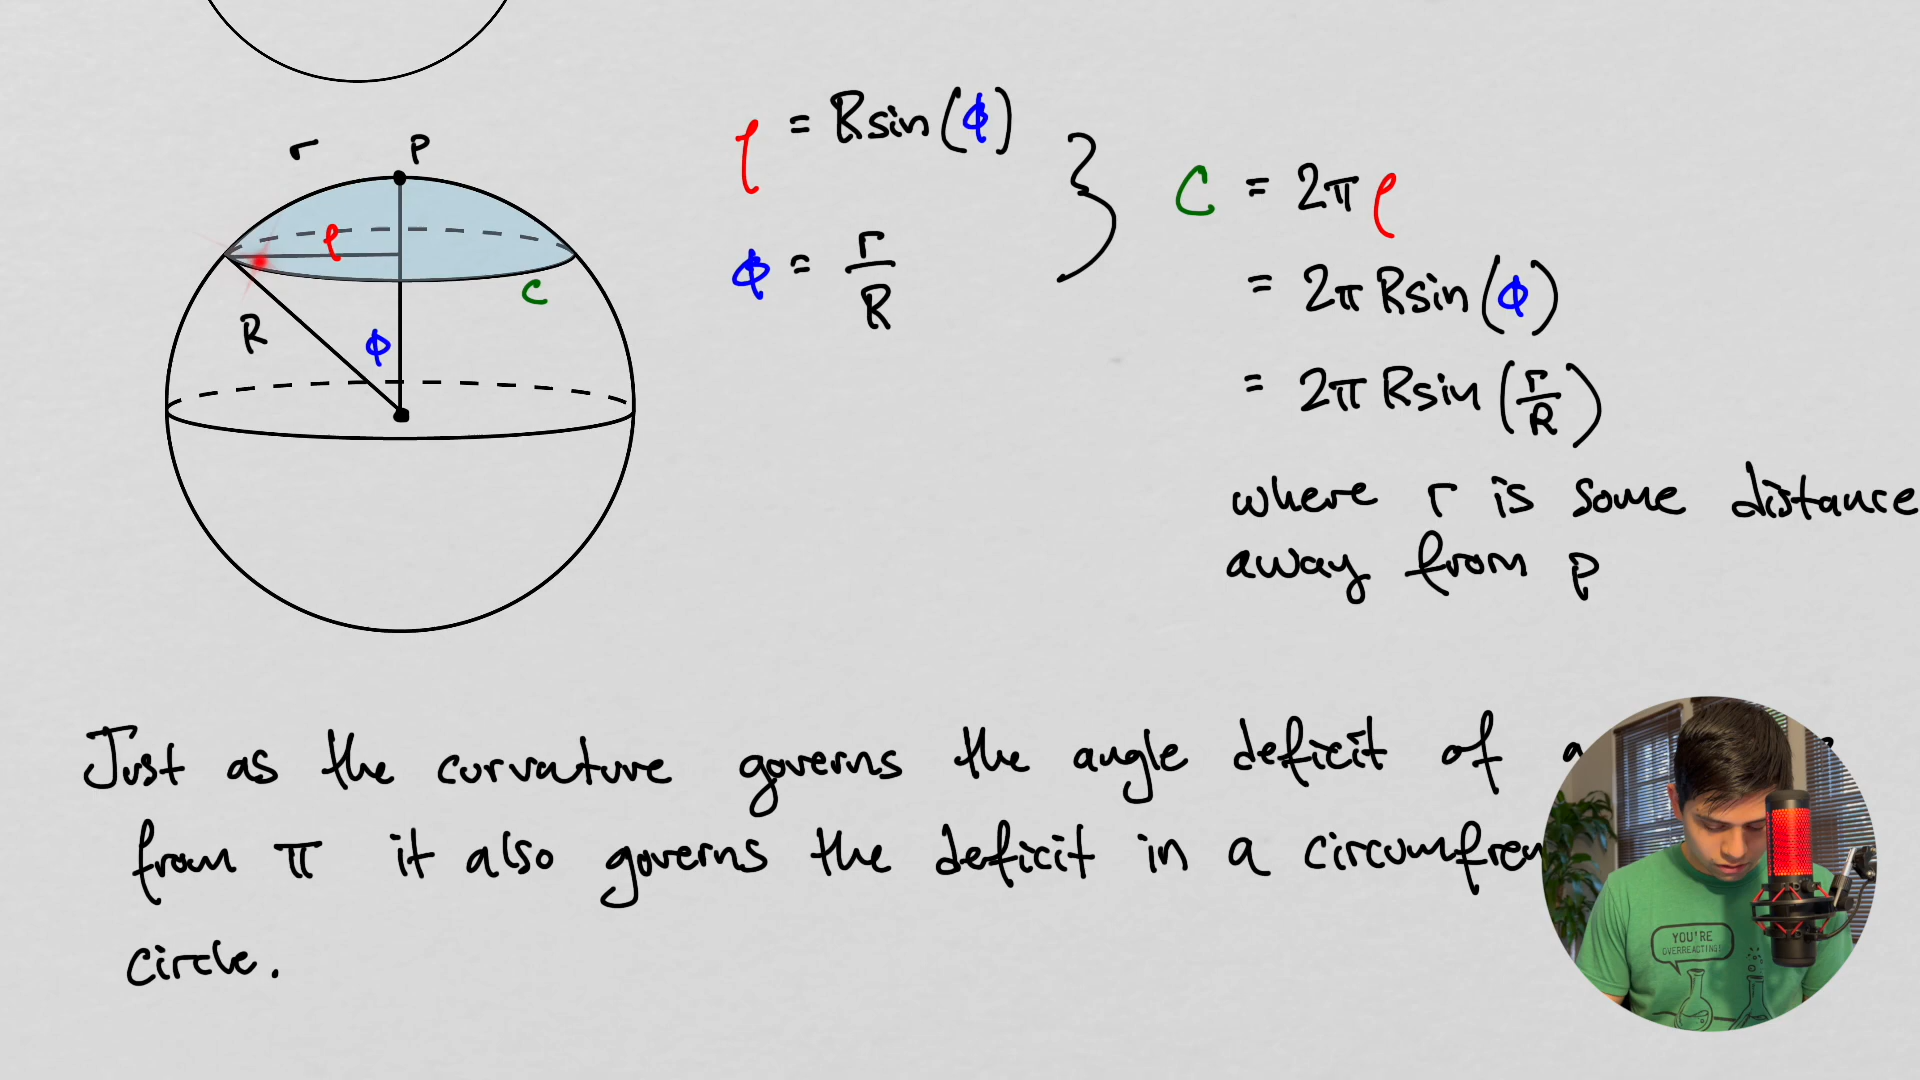 r P
ρ
C
R
ϕ
ρ = Rsin(ϕ)
ϕ = r/R
C = 2πρ
= 2πRsin(ϕ)
= 2πRsin(r/R)
where r is some distance
away from p
Just as the curvature governs the angle deficit of
from π it also governs the deficit in a
circle.
YOU'RE
OVERREACTING!